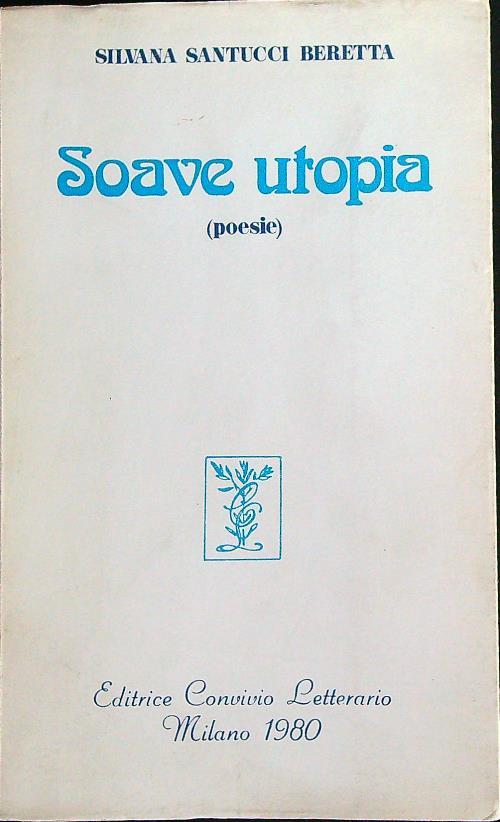 SILVANA SANTUCCI BERETTA
Soave utopia
(poesie)
Editrice Convivio Letterario
Milano 1980